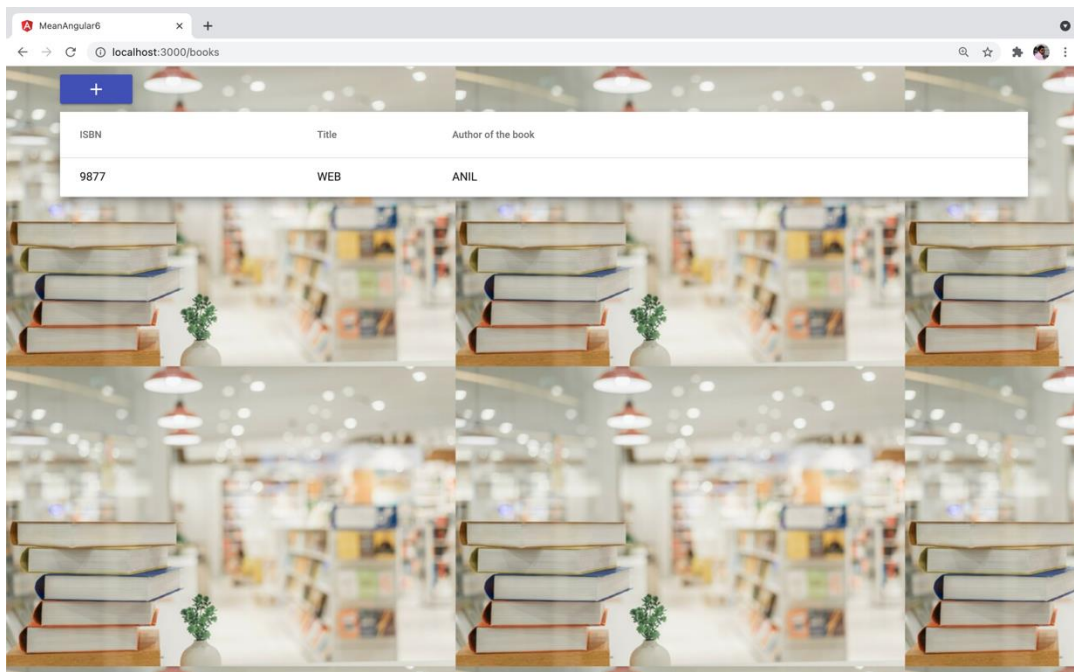 MeanAngular6
localhost:3000/books
+
ISBN Title Author of the book
9877 WEB ANIL